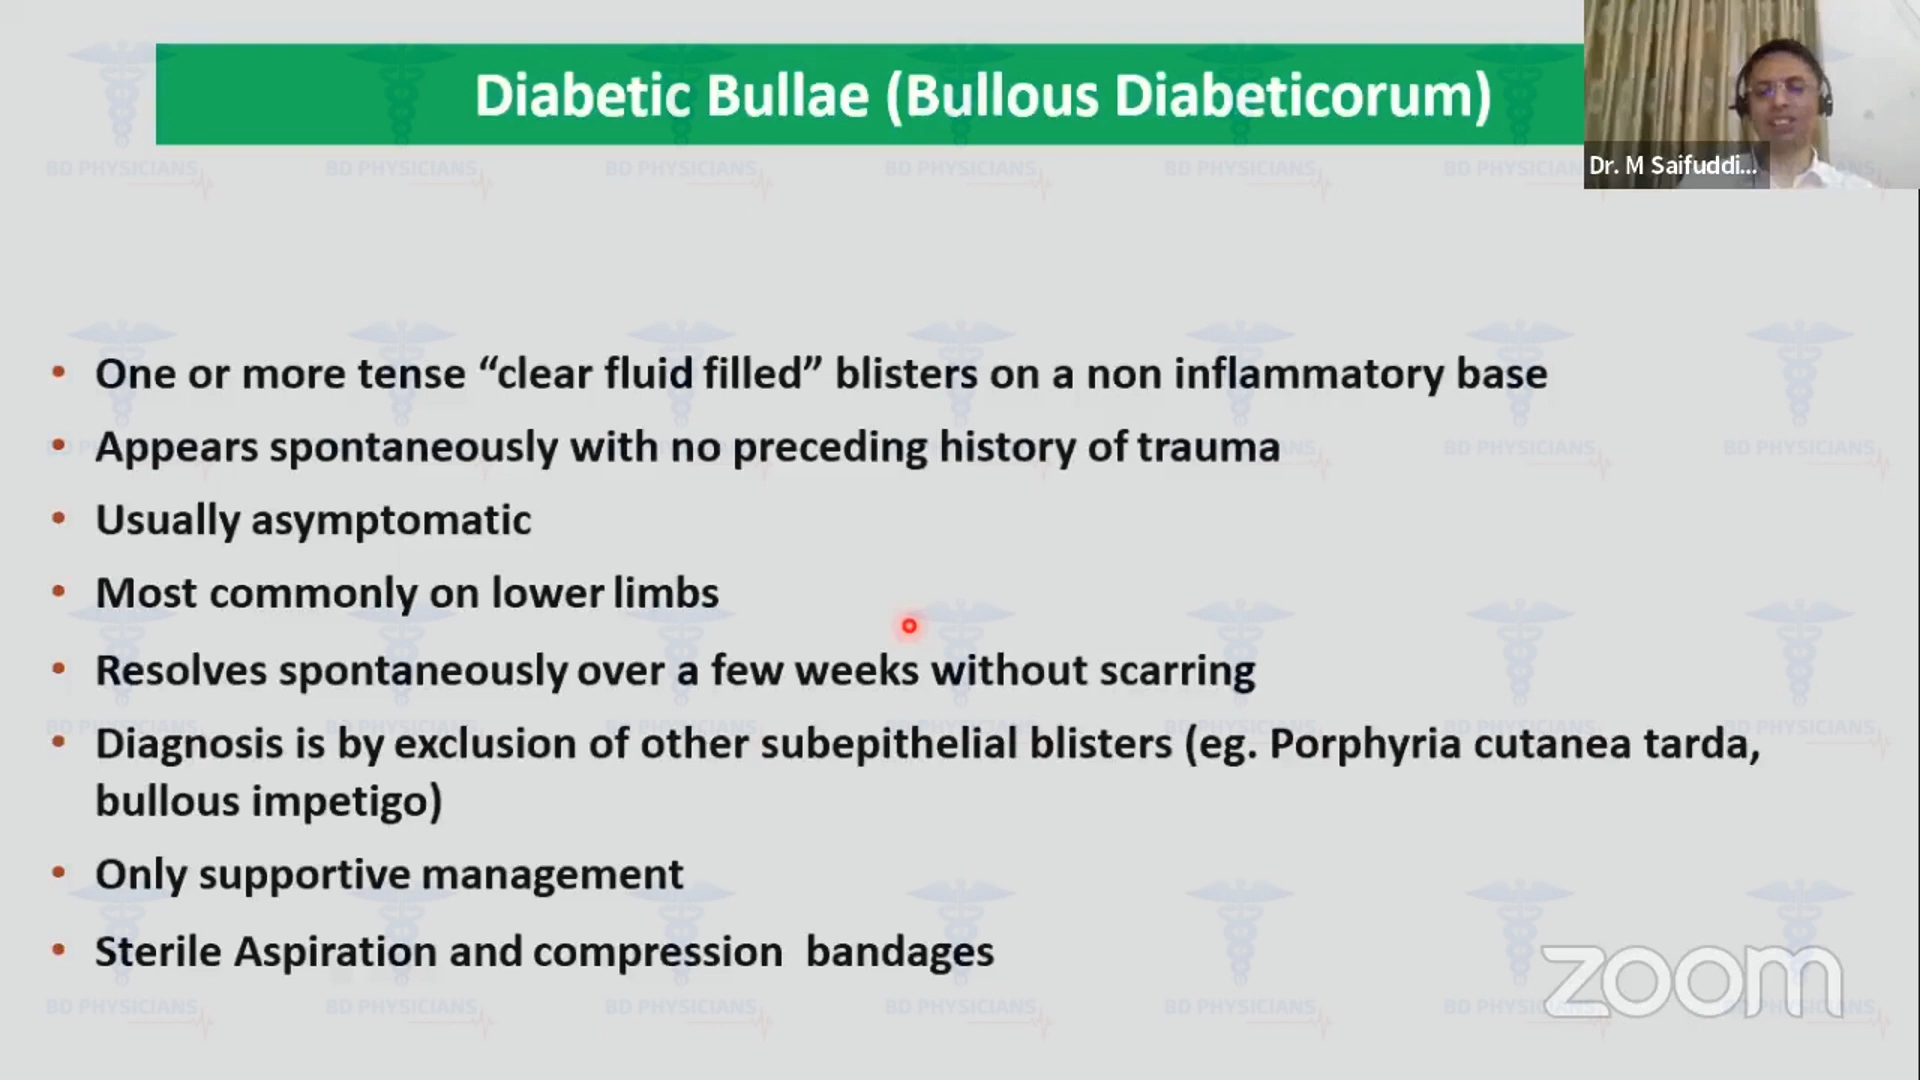 Diabetic Bullae (Bullous Diabeticorum)
Dr. M Saifuddi...
• One or more tense “clear fluid filled” blisters on a non inflammatory base
• Appears spontaneously with no preceding history of trauma
• Usually asymptomatic
• Most commonly on lower limbs
• Resolves spontaneously over a few weeks without scarring
• Diagnosis is by exclusion of other subepithelial blisters (eg. Porphyria cutanea tarda,
bullous impetigo)
• Only supportive management
• Sterile Aspiration and compression bandages
zoom
BD PHYSICIANS